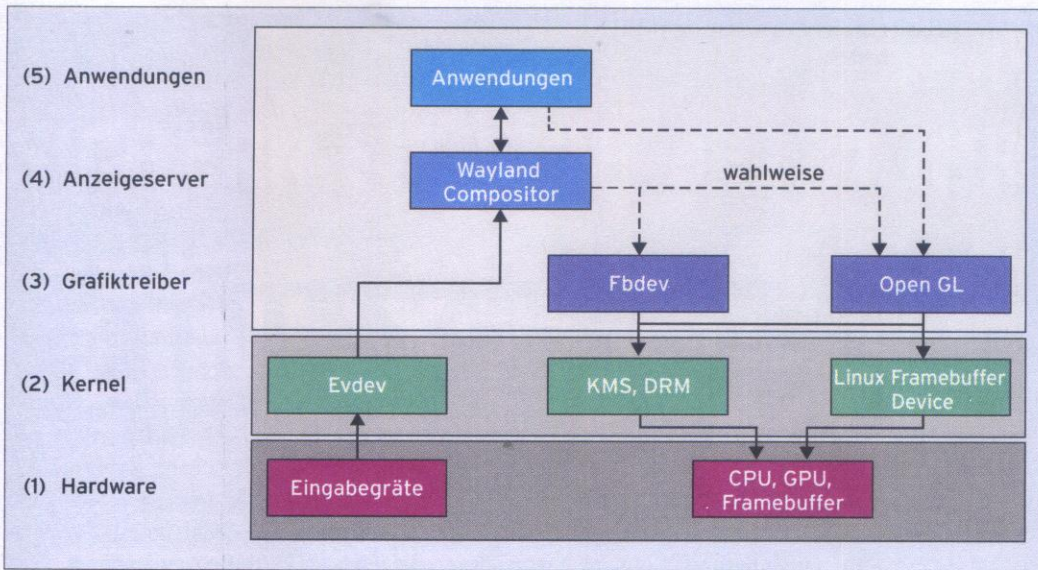 (5) Anwendungen
Anwendungen
(4) Anzeigeserver
Wayland
Compositor
wahlweise
(3) Grafiktreiber
Fbdev
Open GL
(2) Kernel
Evdev
KMS, DRM
Linux Framebuffer
Device
(1) Hardware
Eingabegräte
CPU, GPU,
Framebuffer